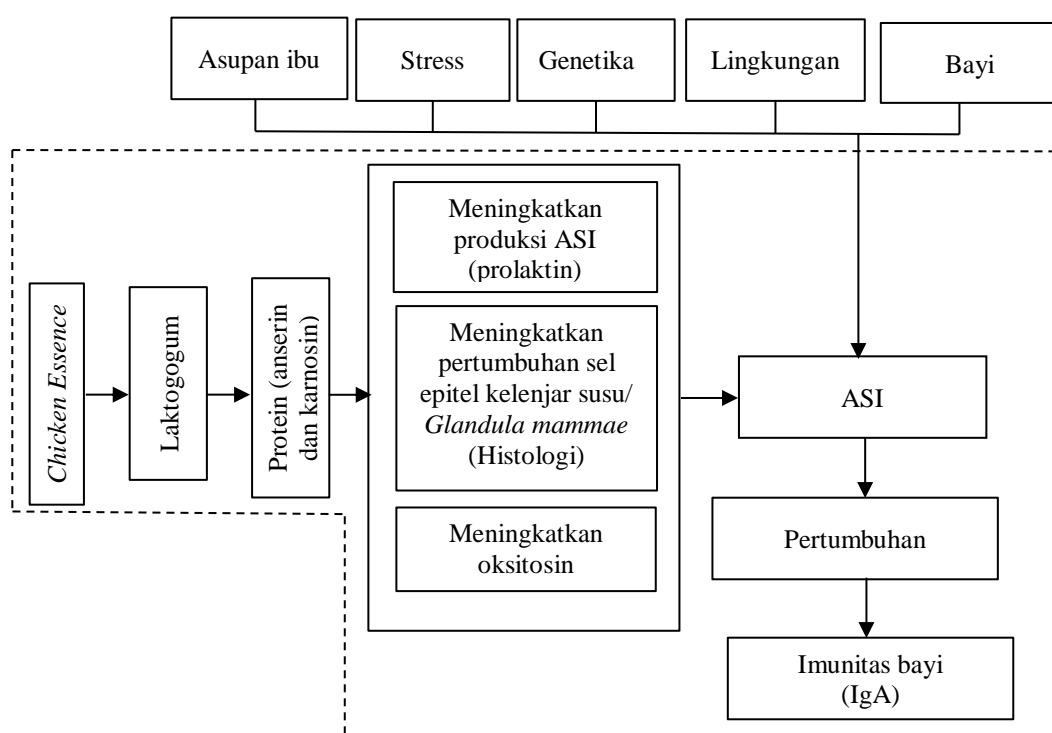 Asupan ibu
Stress
Genetika
Lingkungan
Bayi
Chicken Essence
Laktogogum
Protein (anserin
dan karnosin)
Meningkatkan
produksi ASI
(prolaktin)
Meningkatkan
pertumbuhan sel
epitel kelenjar susu/
Glandula mammae
(Histologi)
Meningkatkan
oksitosin
ASI
Pertumbuhan
Imunitas bayi
(IgA)